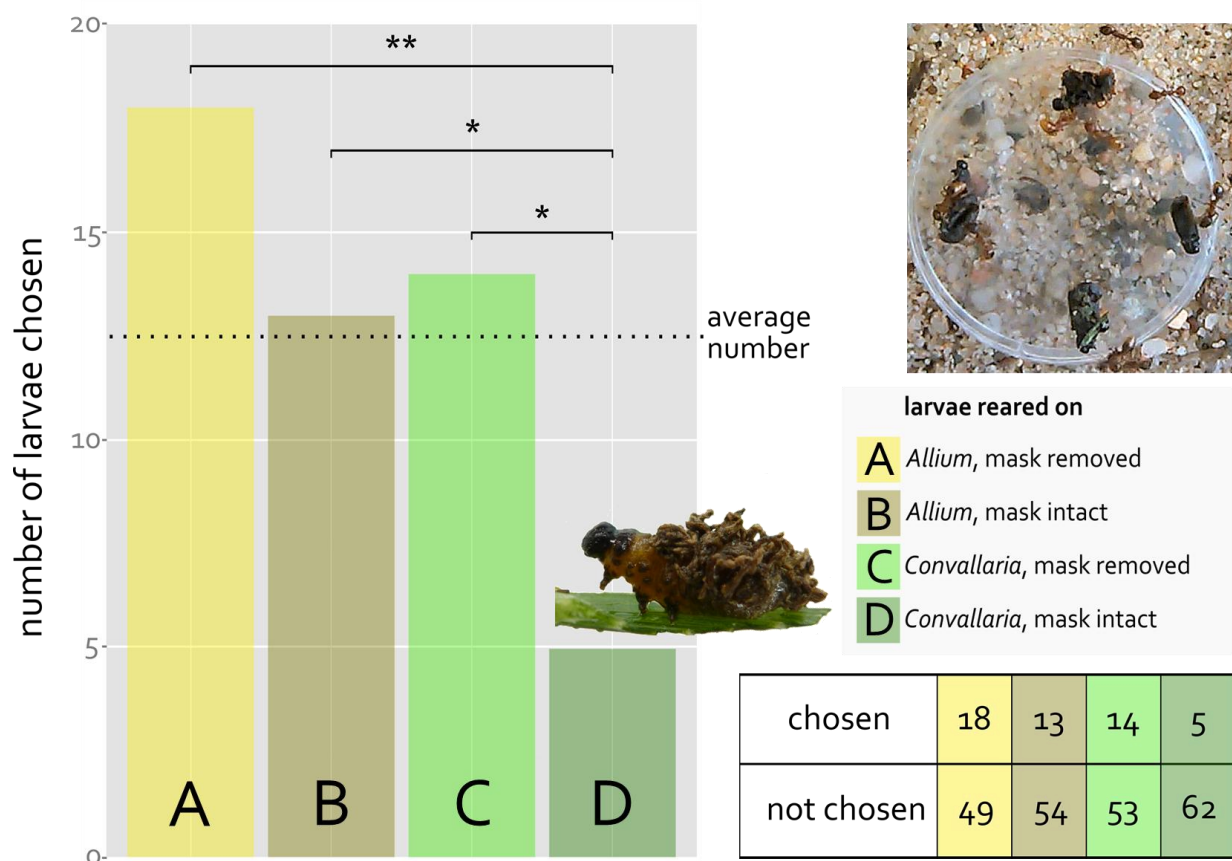 number of larvae chosen
20
15
10
5
0
**
*
*
average
number
A
B
C
D
larvae reared on
A Allium, mask removed
B Allium, mask intact
C Convallaria, mask removed
D Convallaria, mask intact
chosen 18 13 14 5
not chosen 49 54 53 62